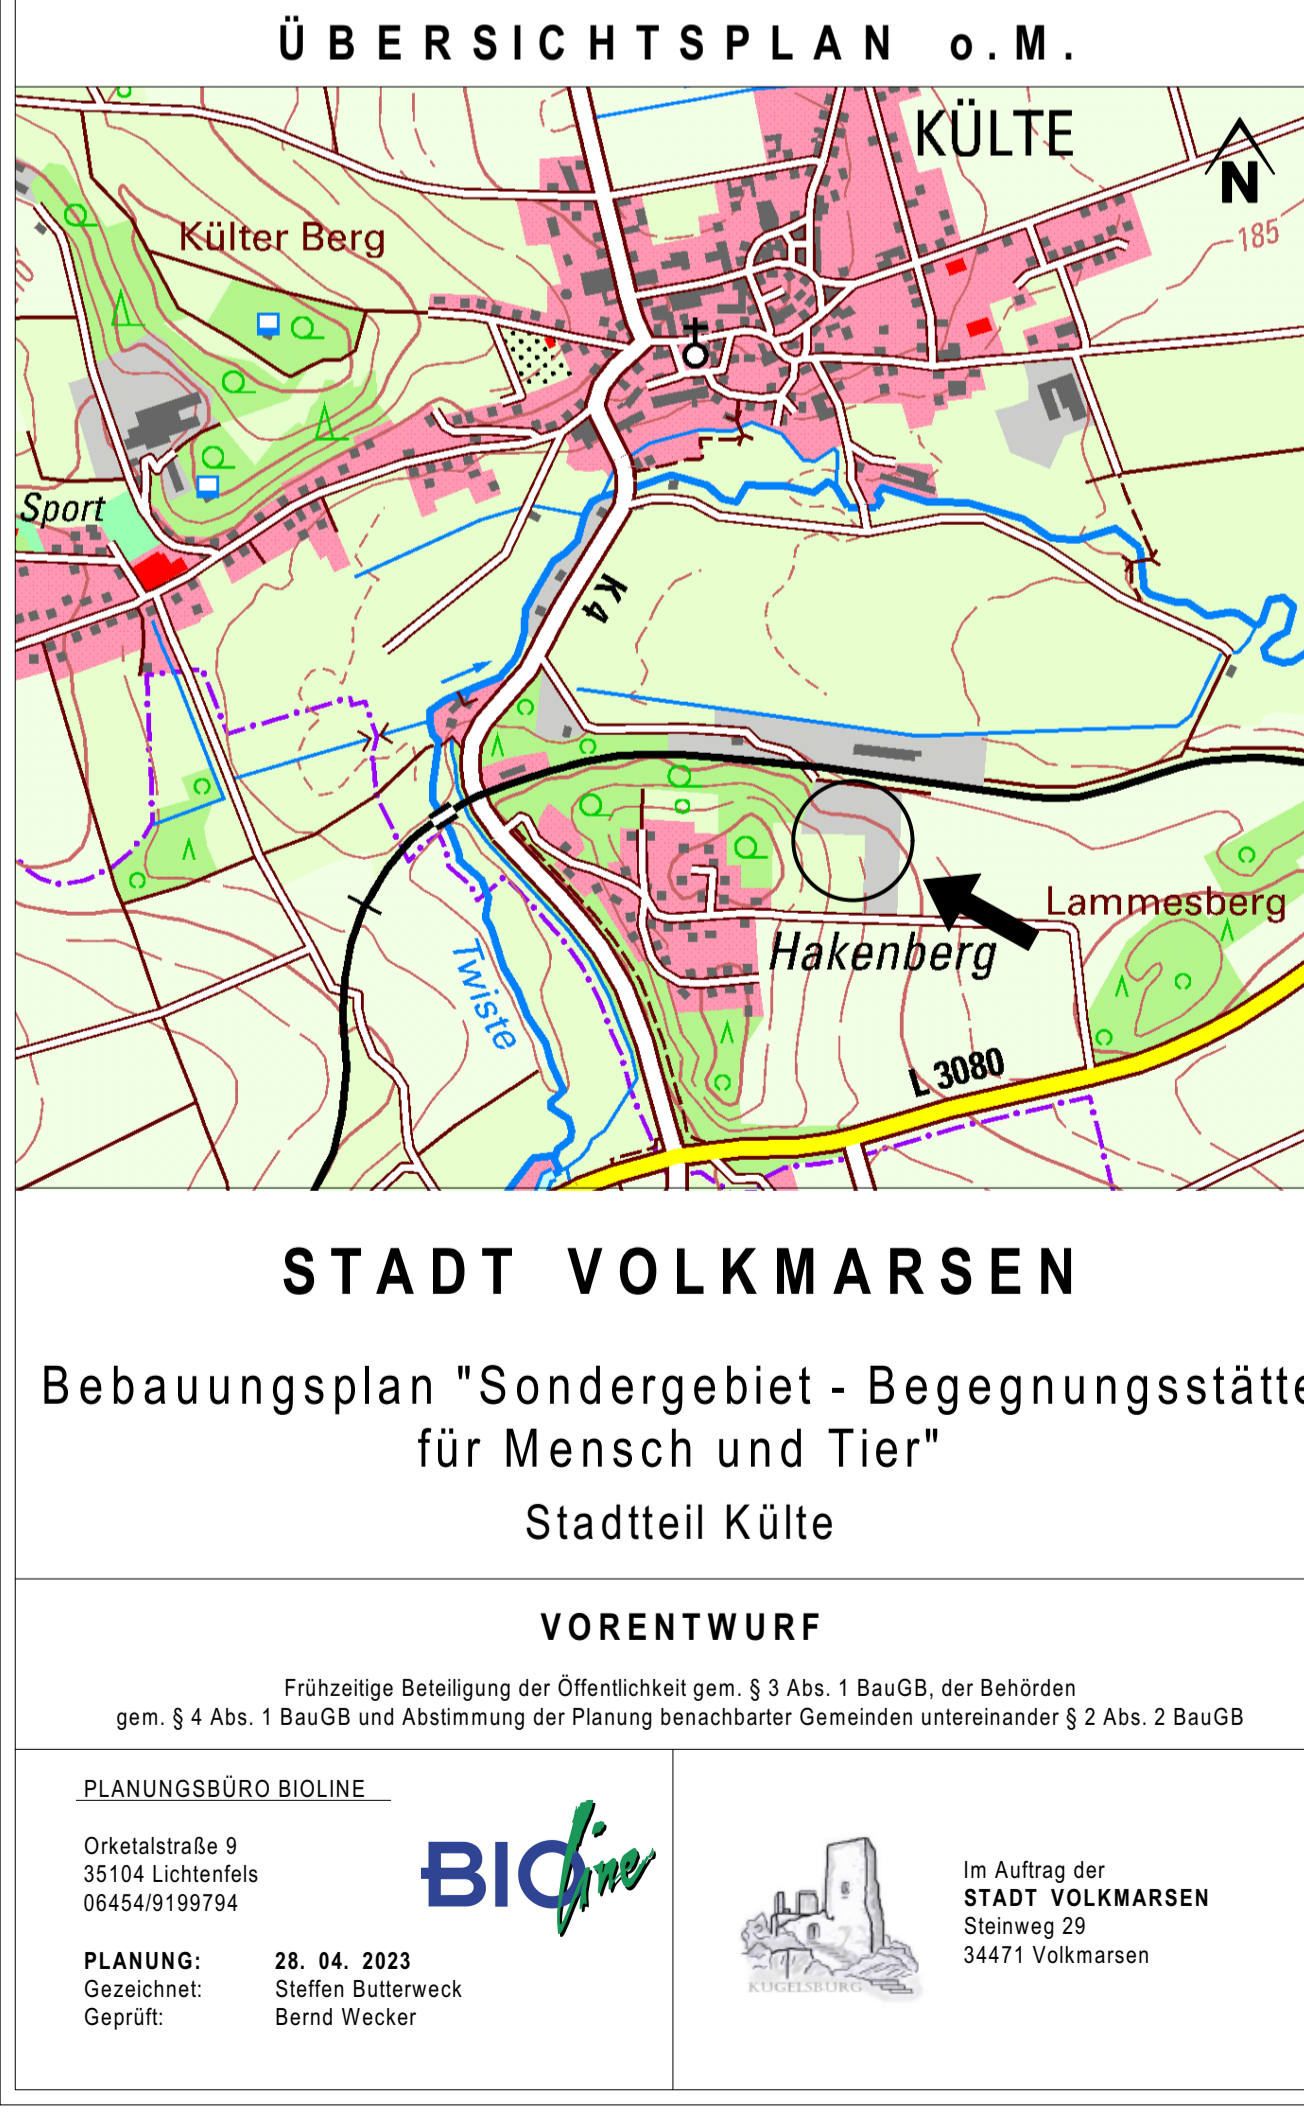 ÜBERSICHTSPLAN o.M.
KÜLTE
N
Külter Berg
185
Sport
K 4
Lammesberg
Hakenberg
Twiste
L 3080
STADT VOLKMARSEN
Bebauungsplan "Sondergebiet - Begegnungsstätte
für Mensch und Tier"
Stadtteil Külte
VORENTWURF
Frühzeitige Beteiligung der Öffentlichkeit gem. § 3 Abs. 1 BauGB, der Behörden
gem. § 4 Abs. 1 BauGB und Abstimmung der Planung benachbarter Gemeinden untereinander § 2 Abs. 2 BauGB
PLANUNGSBÜRO BIOLINE
Orketalstraße 9
35104 Lichtenfels
06454/9199794
BIOline
PLANUNG: 28. 04. 2023
Gezeichnet: Steffen Butterweck
Geprüft: Bernd Wecker
KUGELSBURG
Im Auftrag der
STADT VOLKMARSEN
Steinweg 29
34471 Volkmarsen